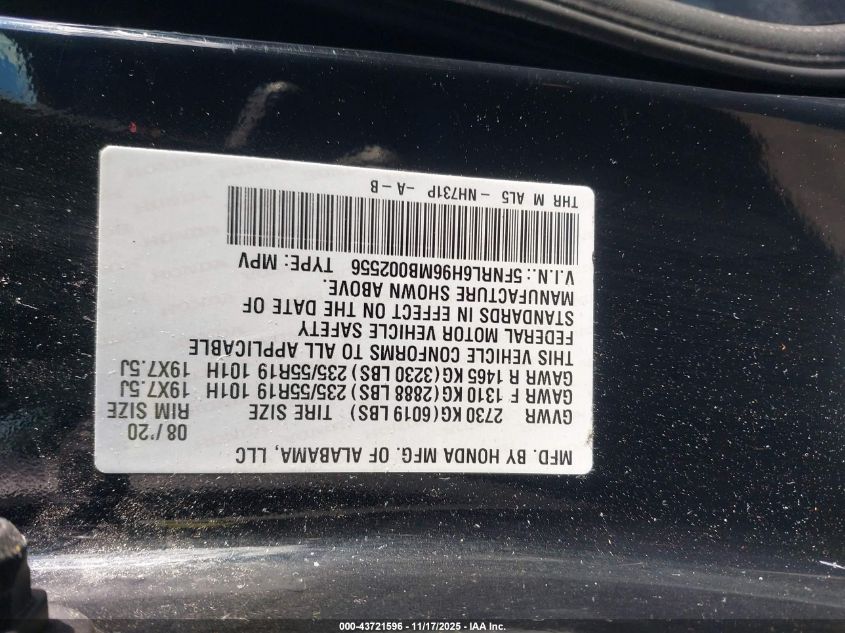 MFD. BY HONDA MFG. OF ALABAMA, LLC
08/'20
GVWR 2730 KG(6019 LBS) TIRE SIZE RIM SIZE
GAWR F 1310 KG(2888 LBS) 235/55R19 101H 19X7.5J
GAWR R 1465 KG(3230 LBS) 235/55R19 101H 19X7.5J
THIS VEHICLE CONFORMS TO ALL APPLICABLE
FEDERAL MOTOR VEHICLE SAFETY
STANDARDS IN EFFECT ON THE DATE OF
MANUFACTURE SHOWN ABOVE.
V.I.N.:5FNRL6H96MB002556 TYPE: MPV
THR M AL5 - NH731P -A-B
000-43721596 - 11/17/2025 - IAA Inc.